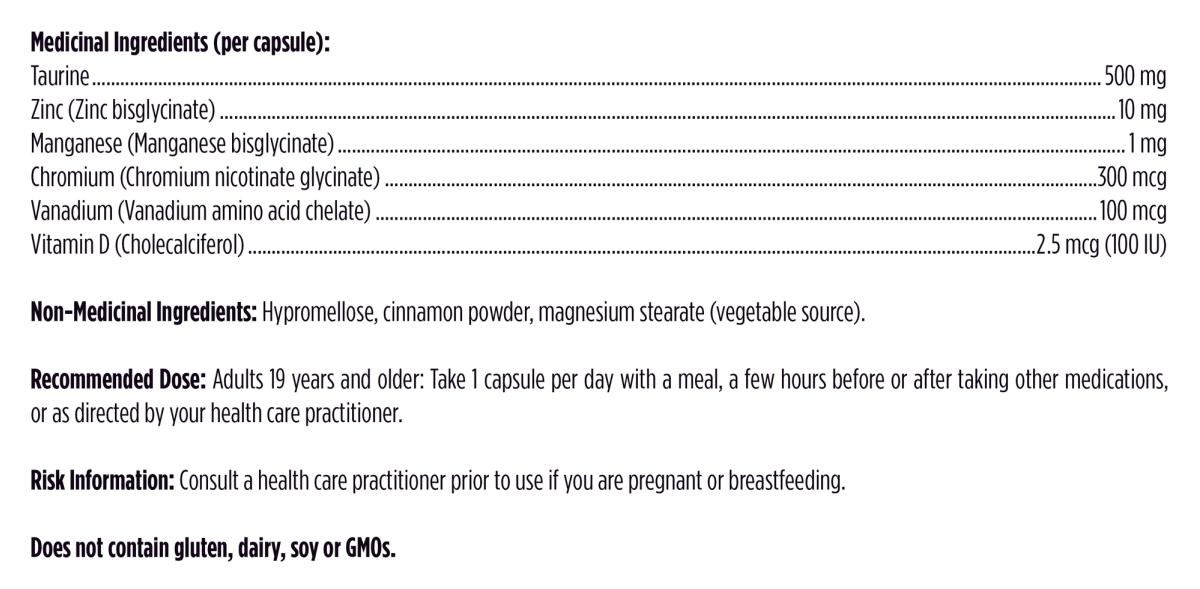 Medicinal Ingredients (per capsule):
Taurine........................................500 mg
Zinc (Zinc bisglycinate)........................................10 mg
Manganese (Manganese bisglycinate)........................................1 mg
Chromium (Chromium nicotinate glycinate)........................................300 mcg
Vanadium (Vanadium amino acid chelate)........................................100 mcg
Vitamin D (Cholecalciferol)........................................2.5 mcg (100 IU)
Non-Medicinal Ingredients: Hypromellose, cinnamon powder, magnesium stearate (vegetable source).
Recommended Dose: Adults 19 years and older: Take 1 capsule per day with a meal, a few hours before or after taking other medications,
or as directed by your health care practitioner.
Risk Information: Consult a health care practitioner prior to use if you are pregnant or breastfeeding.
Does not contain gluten, dairy, soy or GMOs.